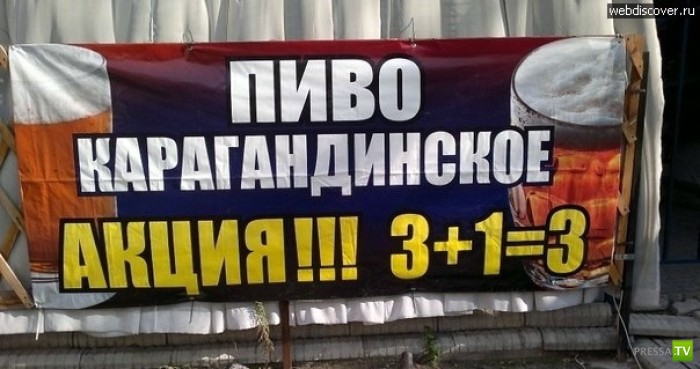 webdiscover.ru
ПИВО
КАРАГАНДИНСКОЕ
АКЦИЯ!!! 3+1=3
PRESSA.TV